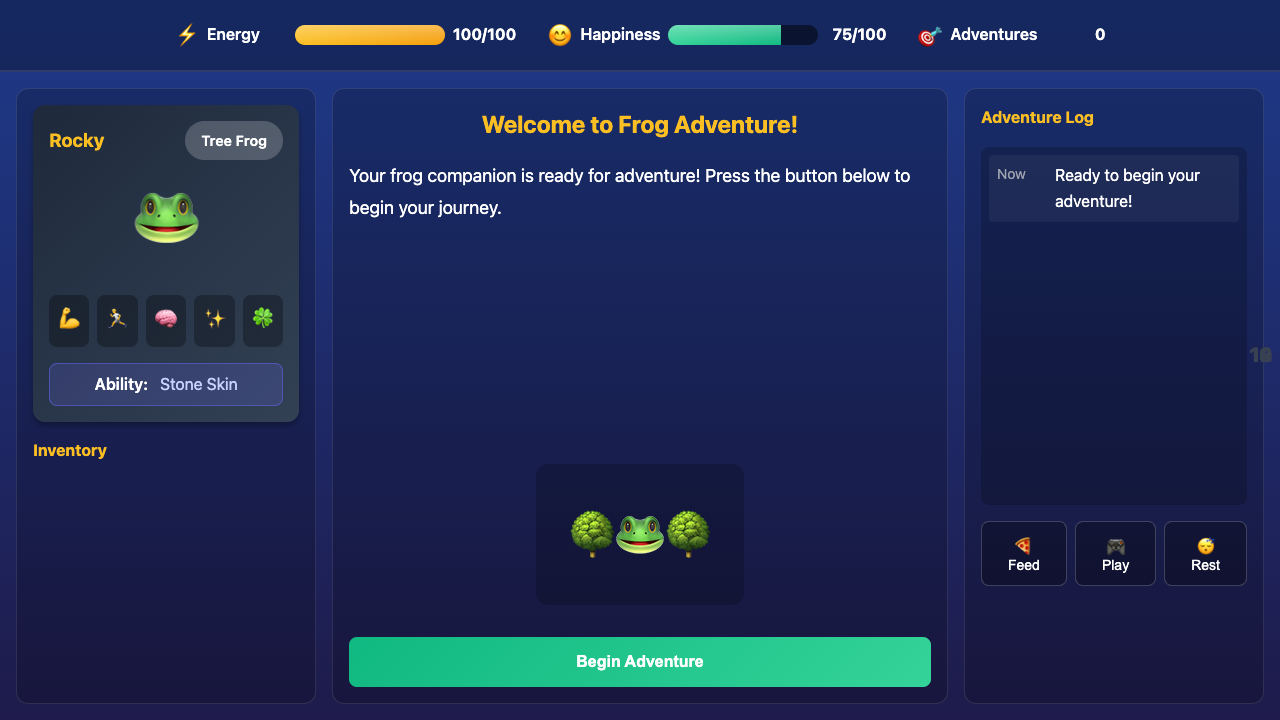 Energy 100/100 Happiness 75/100 Adventures 0
Rocky
Tree Frog
Ability: Stone Skin
Inventory
Welcome to Frog Adventure!
Your frog companion is ready for adventure! Press the button below to
begin your journey.
Begin Adventure
Adventure Log
Now Ready to begin your
adventure!
Feed Play Rest